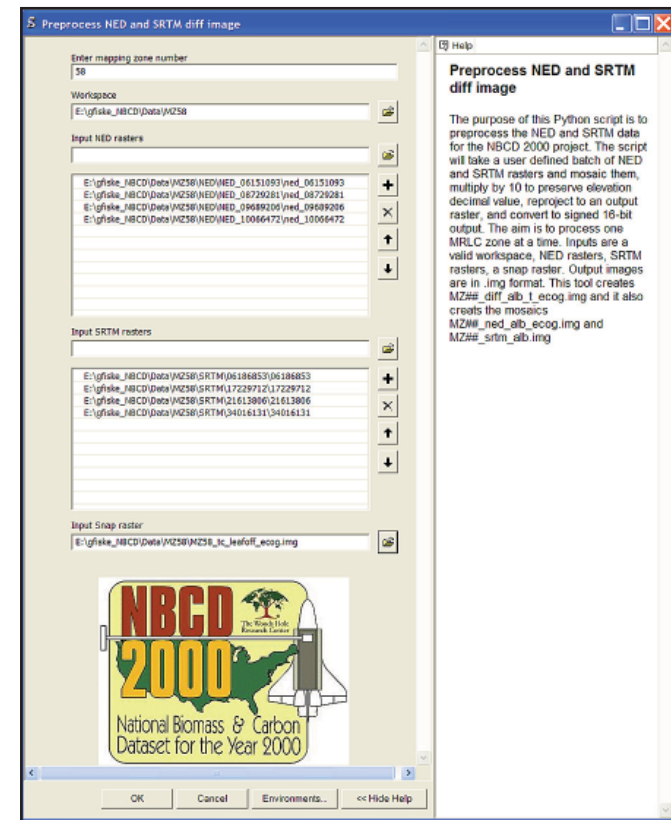 Preprocess NED and SRTM diff image
Enter mapping zone number
58
Workspace
E:\gfiske_NBCD\Data\MZ58
Input NED rasters
E:\gfiske_NBCD\Data\MZ58\NED\NED_06151093\ned_06151093
E:\gfiske_NBCD\Data\MZ58\NED\NED_08729281\ned_08729281
E:\gfiske_NBCD\Data\MZ58\NED\NED_09689206\ned_09689206
E:\gfiske_NBCD\Data\MZ58\NED\NED_10066472\ned_10066472
Input SRTM rasters
E:\gfiske_NBCD\Data\MZ58\SRTM\06186853\06186853
E:\gfiske_NBCD\Data\MZ58\SRTM\17229712\17229712
E:\gfiske_NBCD\Data\MZ58\SRTM\21613806\21613806
E:\gfiske_NBCD\Data\MZ58\SRTM\34016131\34016131
Input Snap raster
E:\gfiske_NBCD\Data\MZ58\MZ58_tc_leafoff_ecog.img
NBCD
The Woods Hole
Research Center
2000
National Biomass & Carbon
Dataset for the Year 2000
OK Cancel Environments... << Hide Help
Help
Preprocess NED and SRTM
diff image
The purpose of this Python script is to
preprocess the NED and SRTM data
for the NBCD 2000 project. The script
will take a user defined batch of NED
and SRTM rasters and mosaic them,
multiply by 10 to preserve elevation
decimal value, reproject to an output
raster, and convert to signed 16-bit
output. The aim is to process one
MRLC zone at a time. Inputs are a
valid workspace, NED rasters, SRTM
rasters, a snap raster. Output images
are in .img format. This tool creates
MZ##_diff_alb_t_ecog.img and it also
creats the mosaics
MZ##_ned_alb_ecog.img and
MZ##_srtm_alb.img